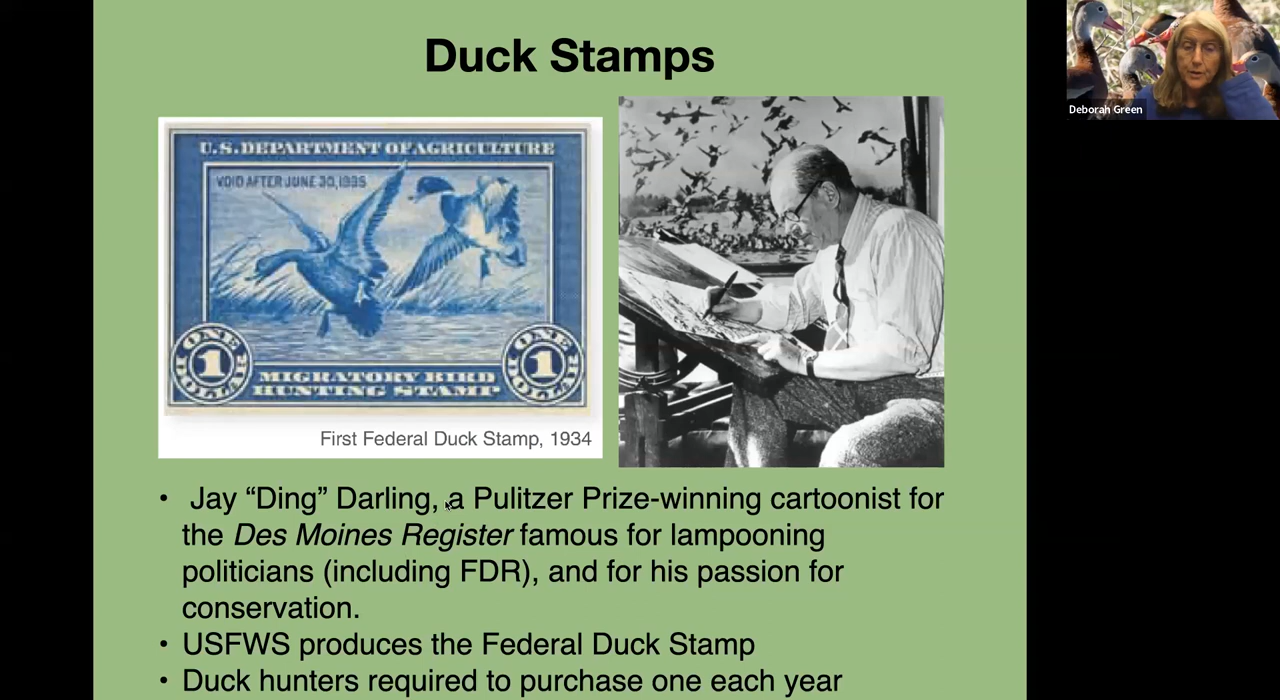 Duck Stamps
U.S. DEPARTMENT OF AGRICULTURE
VOID AFTER JUNE 30, 1935
ONE
1
DOLLAR
ONE
1
DOLLAR
MIGRATORY BIRD
HUNTING STAMP
First Federal Duck Stamp, 1934
Deborah Green
• Jay “Ding” Darling, a Pulitzer Prize-winning cartoonist for
the Des Moines Register famous for lampooning
politicians (including FDR), and for his passion for
conservation.
• USFWS produces the Federal Duck Stamp
• Duck hunters required to purchase one each year